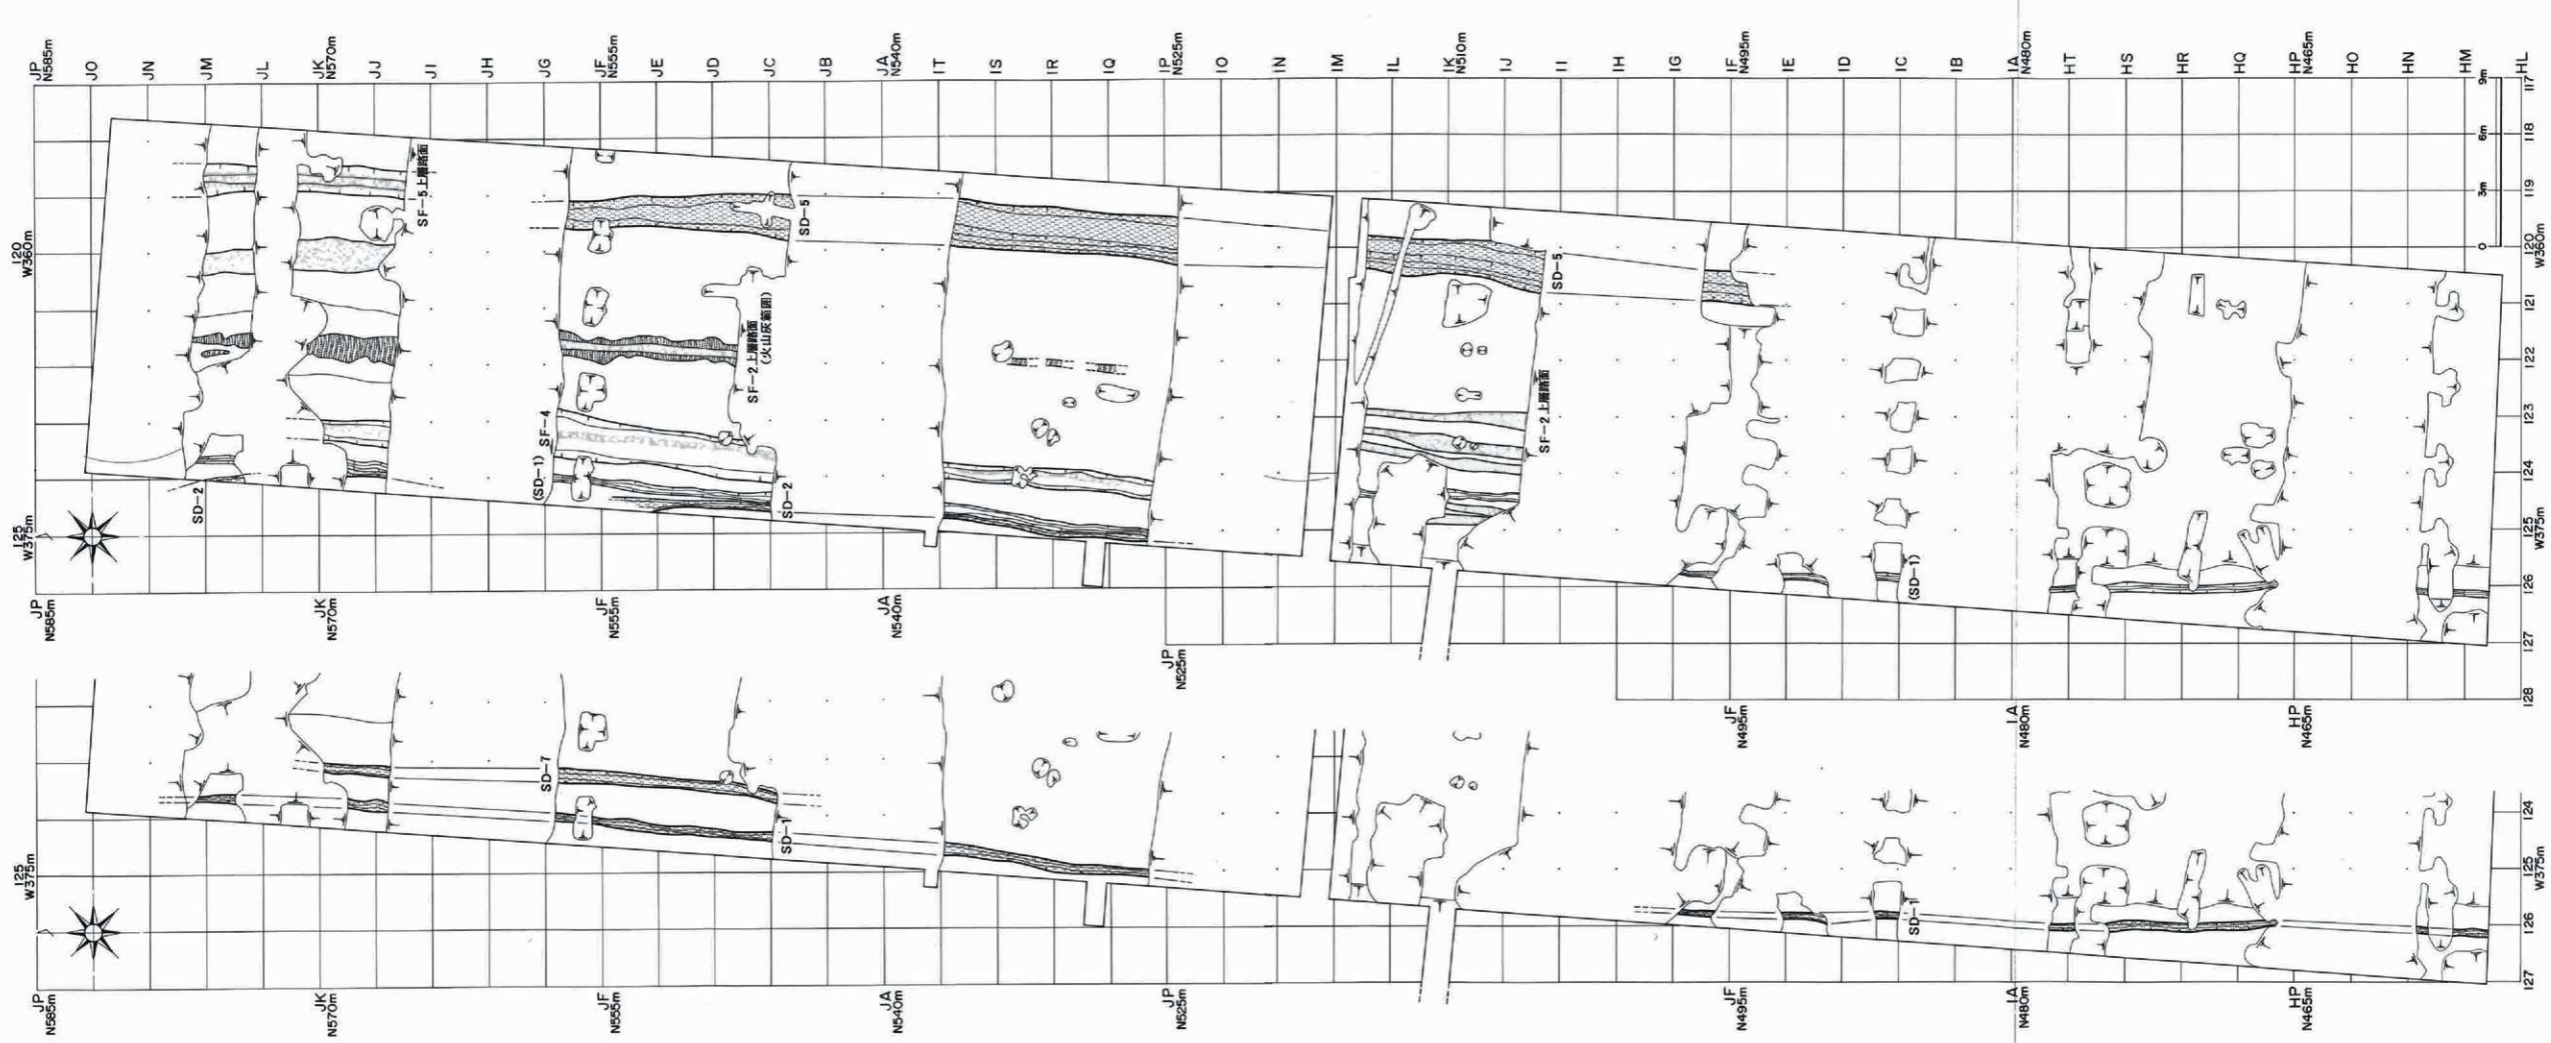 JP
N585m
JO
JN
JM
JL
JK
N570m
JJ
JI
JH
JG
JF
N555m
JE
JD
JC
JB
JA
N540m
IT
IS
IR
IQ
IP
N525m
IO
IN
IM
IL
IK
N510m
IJ
II
IH
IG
IF
N495m
IE
ID
IC
IB
IA
N480m
HT
HS
HR
HQ
HP
N465m
HO
HN
HM
HL
117
118
119
120
W360m
121
122
123
124
125
W375m
126
127
128
9m
6m
3m
0
120
W360m
125
W375m
SF-5上層路面
SD-5
SF-2上層路面
(火山灰範囲)
SF-4
(SD-1)
SD-2
SD-2
SD-5
SF-2上層路面
(SD-1)
JP
N585m
JK
N570m
JF
N555m
JA
N540m
JP
N525m
JF
N495m
IA
N480m
HP
N465m
SD-7
SD-1
SD-1
125
W375m
124
125
W375m
126
127
JP
N585m
JK
N570m
JF
N555m
JA
N540m
JP
N525m
JF
N495m
IA
N480m
HP
N465m